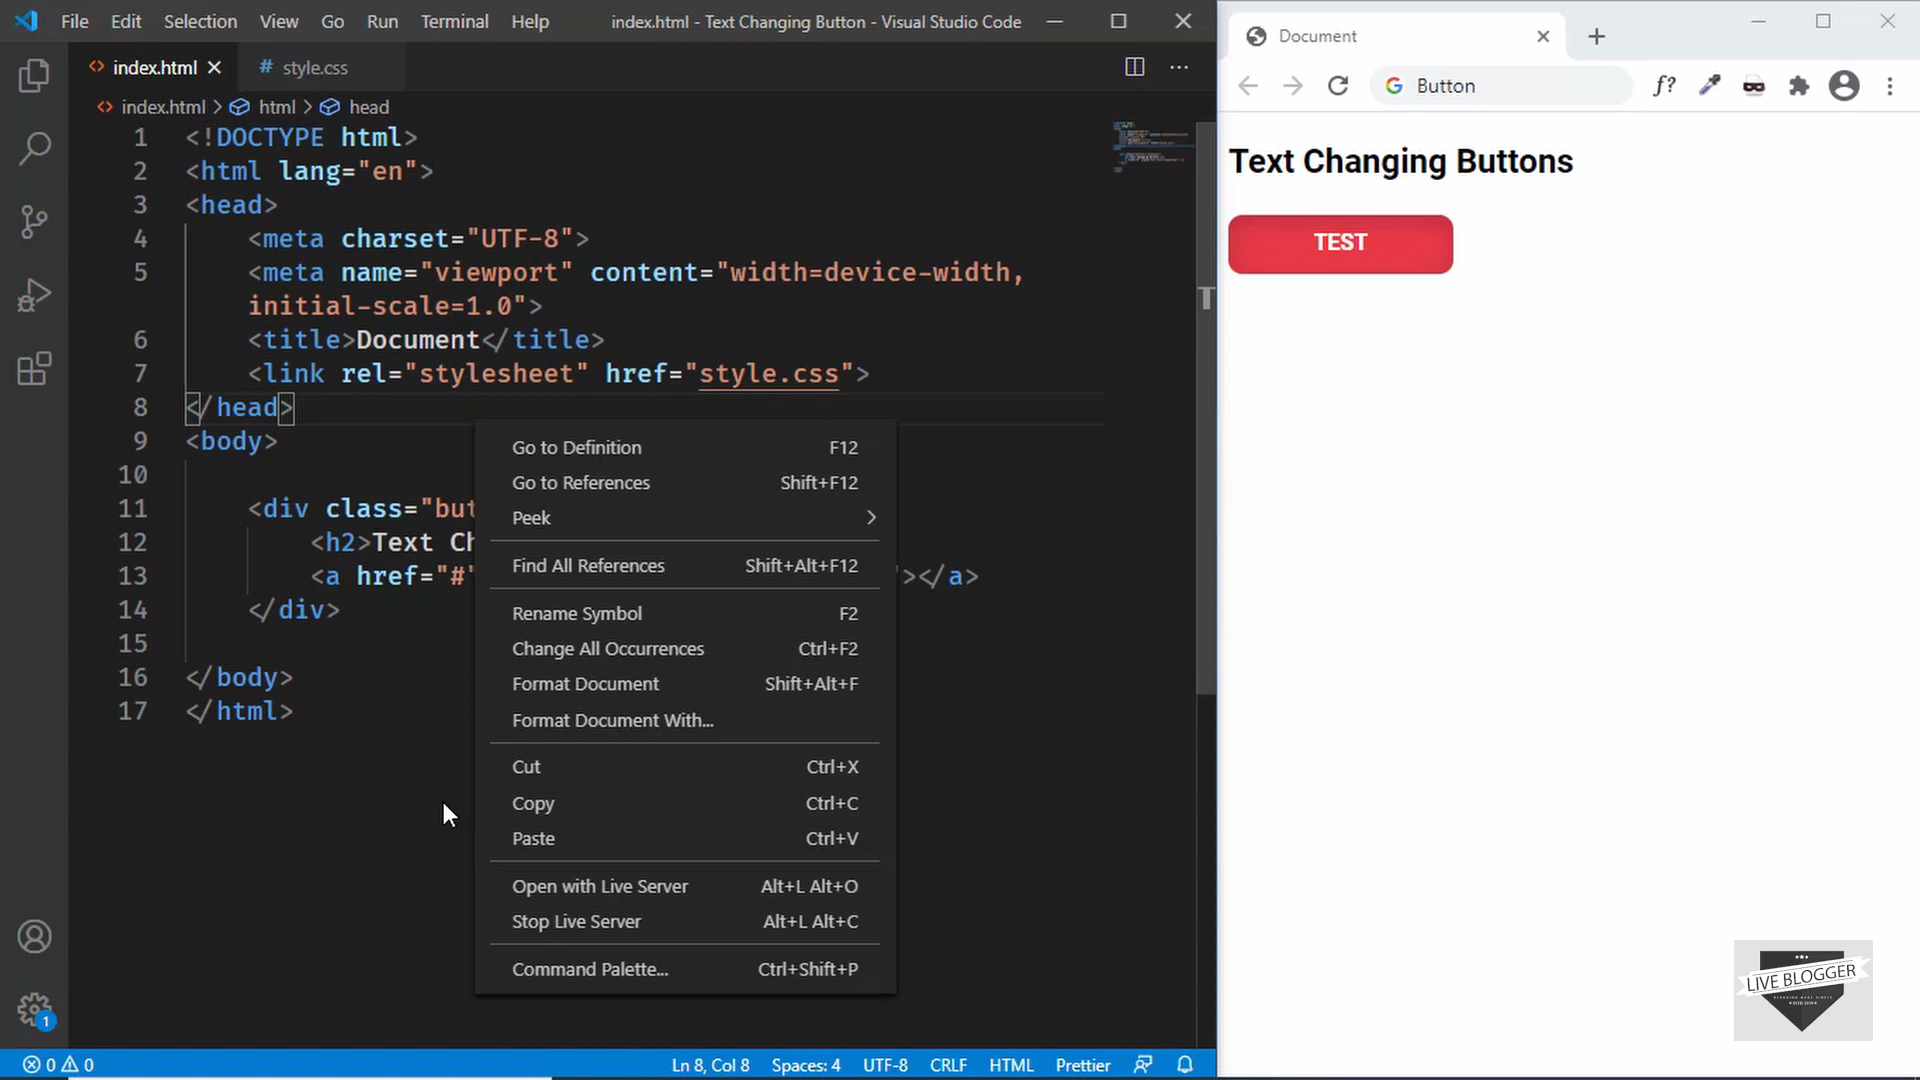 File Edit Selection View Go Run Terminal Help index.html - Text Changing Button - Visual Studio Code
index.html # style.css
index.html > html > head
1 <!DOCTYPE html>
2 <html lang="en">
3 <head>
4 <meta charset="UTF-8">
5 <meta name="viewport" content="width=device-width,
initial-scale=1.0">
6 <title>Document</title>
7 <link rel="stylesheet" href="style.css">
8 </head>
9 <body>
10
11 <div class="but
12 <h2>Text Ch
13 <a href="#" "></a>
14 </div>
15
16 </body>
17 </html>
Go to Definition F12
Go to References Shift+F12
Peek
Find All References Shift+Alt+F12
Rename Symbol F2
Change All Occurrences Ctrl+F2
Format Document Shift+Alt+F
Format Document With...
Cut Ctrl+X
Copy Ctrl+C
Paste Ctrl+V
Open with Live Server Alt+L Alt+O
Stop Live Server Alt+L Alt+C
Command Palette... Ctrl+Shift+P
1
0 0 Ln 8, Col 8 Spaces: 4 UTF-8 CRLF HTML Prettier
Document
Button f?
Text Changing Buttons
TEST
LIVE BLOGGER